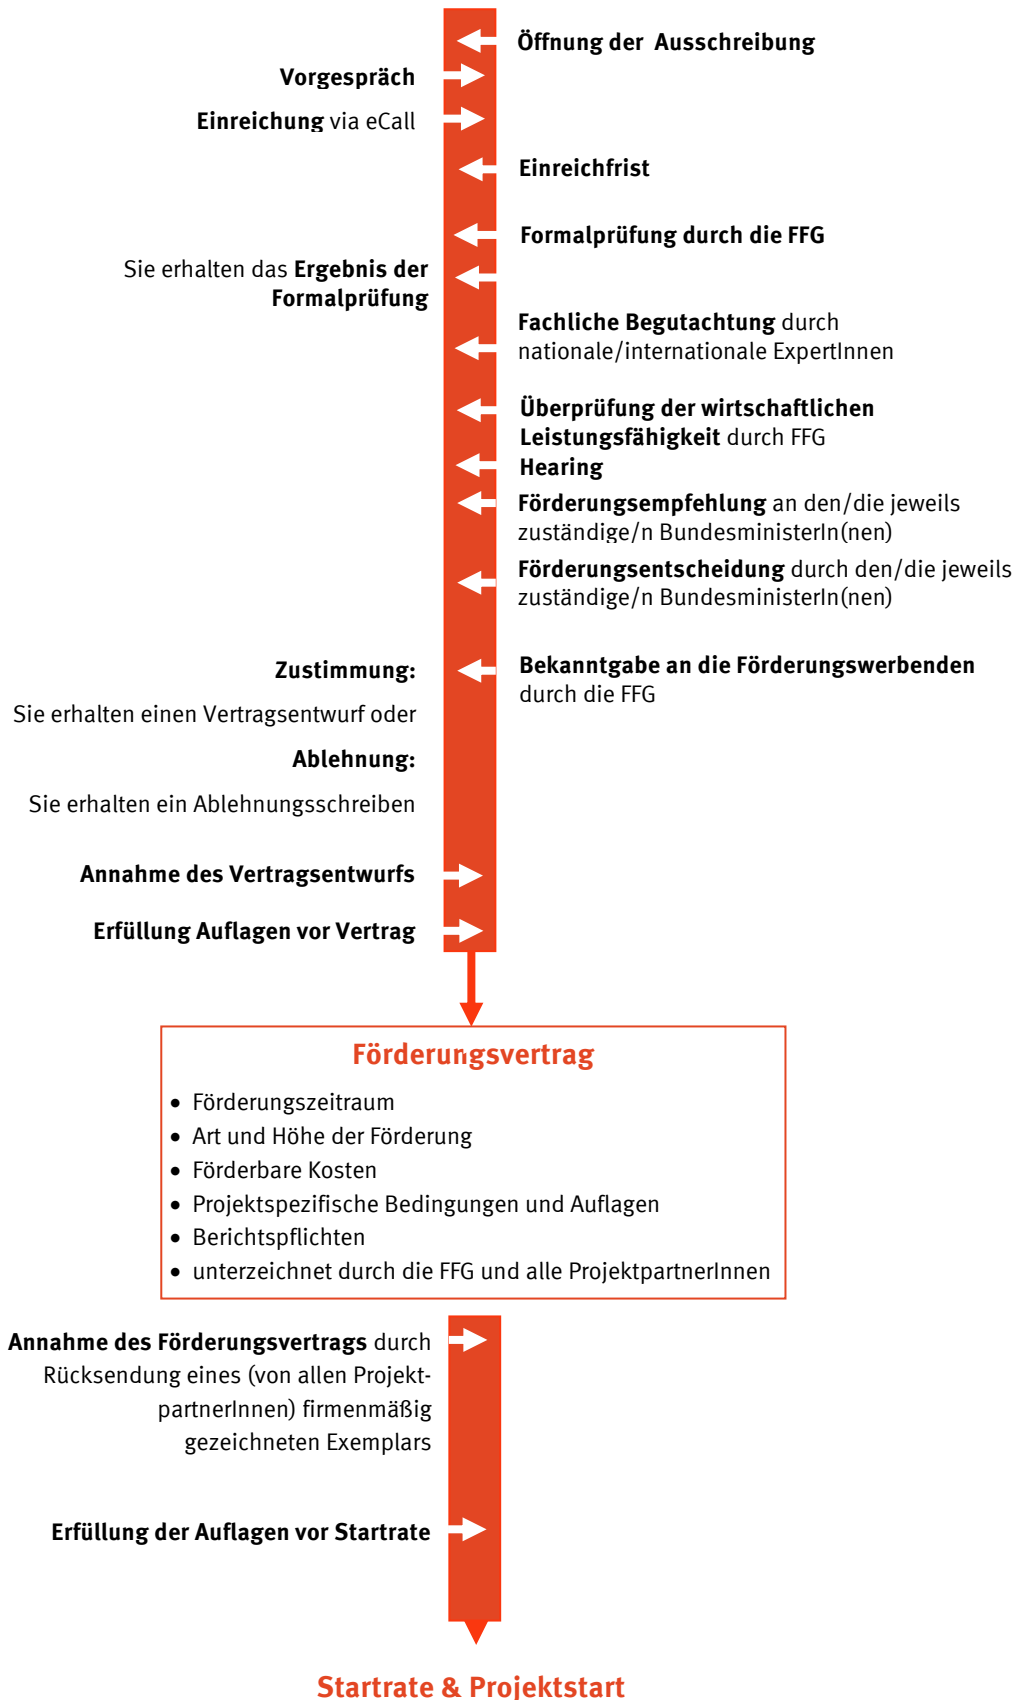 Öffnung der Ausschreibung
Vorgespräch
Einreichung via eCall
Einreichfrist
Formalprüfung durch die FFG
Sie erhalten das Ergebnis der
Formalprüfung
Fachliche Begutachtung durch
nationale/internationale ExpertInnen
Überprüfung der wirtschaftlichen
Leistungsfähigkeit durch FFG
Hearing
Förderungsempfehlung an den/die jeweils
zuständige/n BundesministerIn(nen)
Förderungsentscheidung durch den/die jeweils
zuständige/n BundesministerIn(nen)
Bekanntgabe an die Förderungswerbenden
durch die FFG
Zustimmung:
Sie erhalten einen Vertragsentwurf oder
Ablehnung:
Sie erhalten ein Ablehnungsschreiben
Annahme des Vertragsentwurfs
Erfüllung Auflagen vor Vertrag
Förderungsvertrag
• Förderungszeitraum
• Art und Höhe der Förderung
• Förderbare Kosten
• Projektspezifische Bedingungen und Auflagen
• Berichtspflichten
• unterzeichnet durch die FFG und alle ProjektpartnerInnen
Annahme des Förderungsvertrags durch
Rücksendung eines (von allen Projekt-
partnerInnen) firmenmäßig
gezeichneten Exemplars
Erfüllung der Auflagen vor Startrate
Startrate & Projektstart